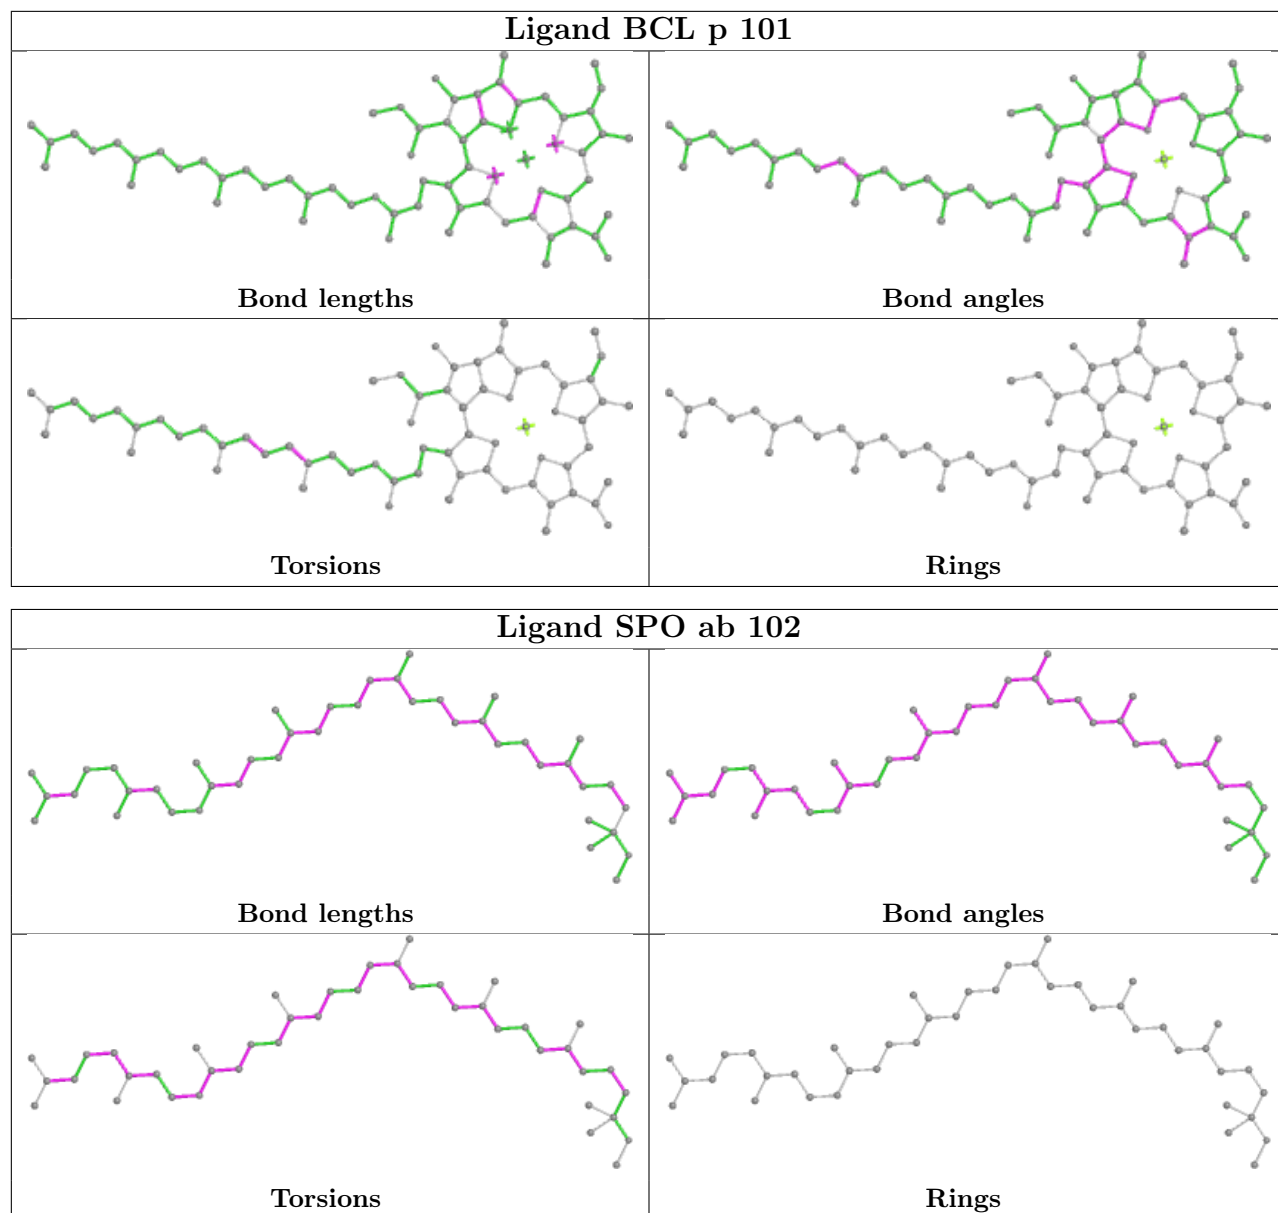 Ligand BCL p 101
Bond lengths
Bond angles
Torsions
Rings
Ligand SPO ab 102
Bond lengths
Bond angles
Torsions
Rings